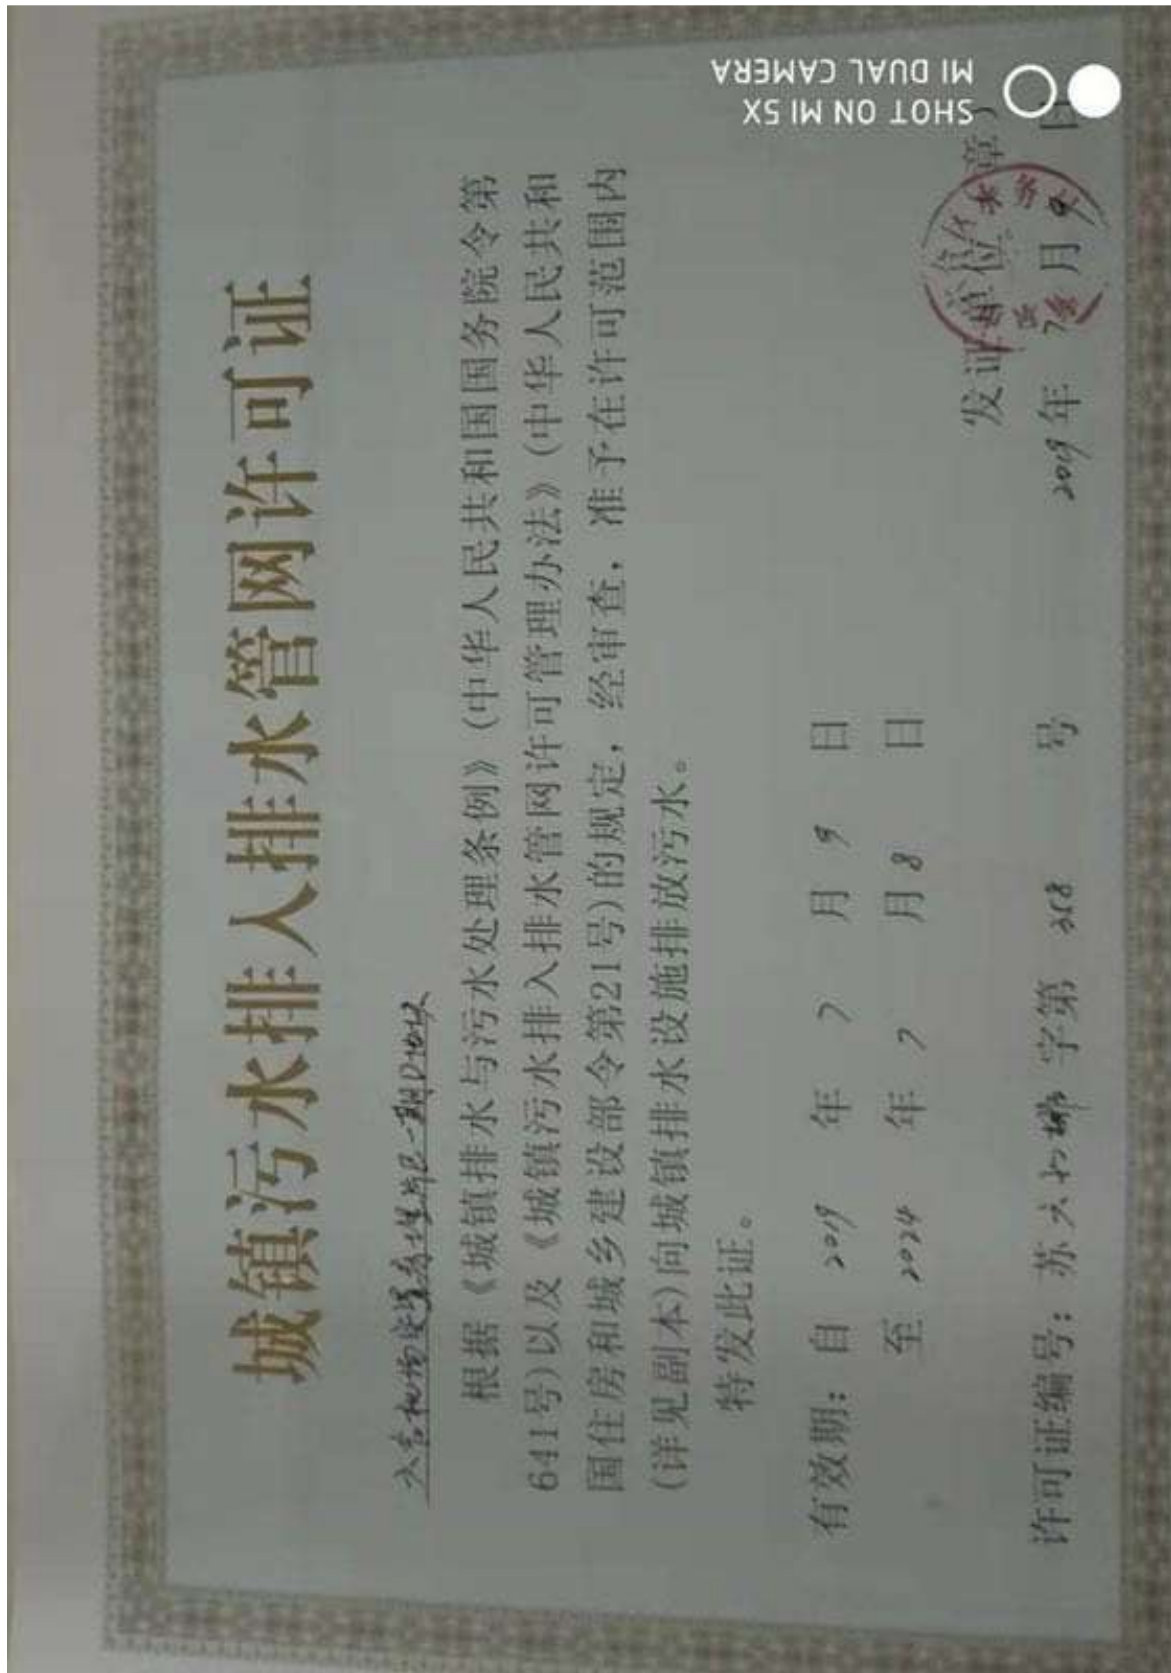 城镇污水排入排水管网许可证
根据《城镇排水与污水处理条例》(中华人民共和国国务院令第
641号)以及《城镇污水排入排水管网许可管理办法》(中华人民共和
国住房和城乡建设部令第21号)的规定，经审查，准予在许可范围内
(详见副本)向城镇排水设施排放污水。
特发此证。
有效期：自 2019 年 7 月 9 日
至 2024 年 7 月 8 日
发证单位 章)
2019 年 7 月 9 日
许可证编号：苏 六 字第 号
SHOT ON MI 5X
MI DUAL CAMERA